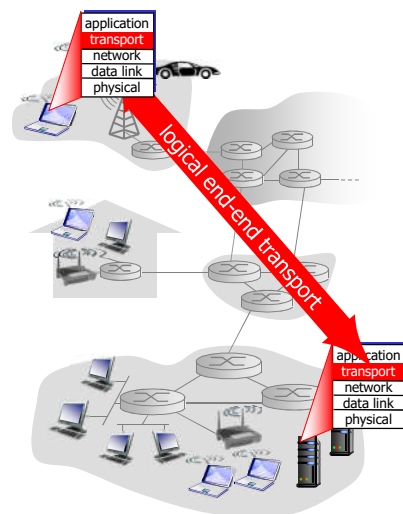 application
transport
network
data link
physical
logical end-end transport
application
transport
network
data link
physical